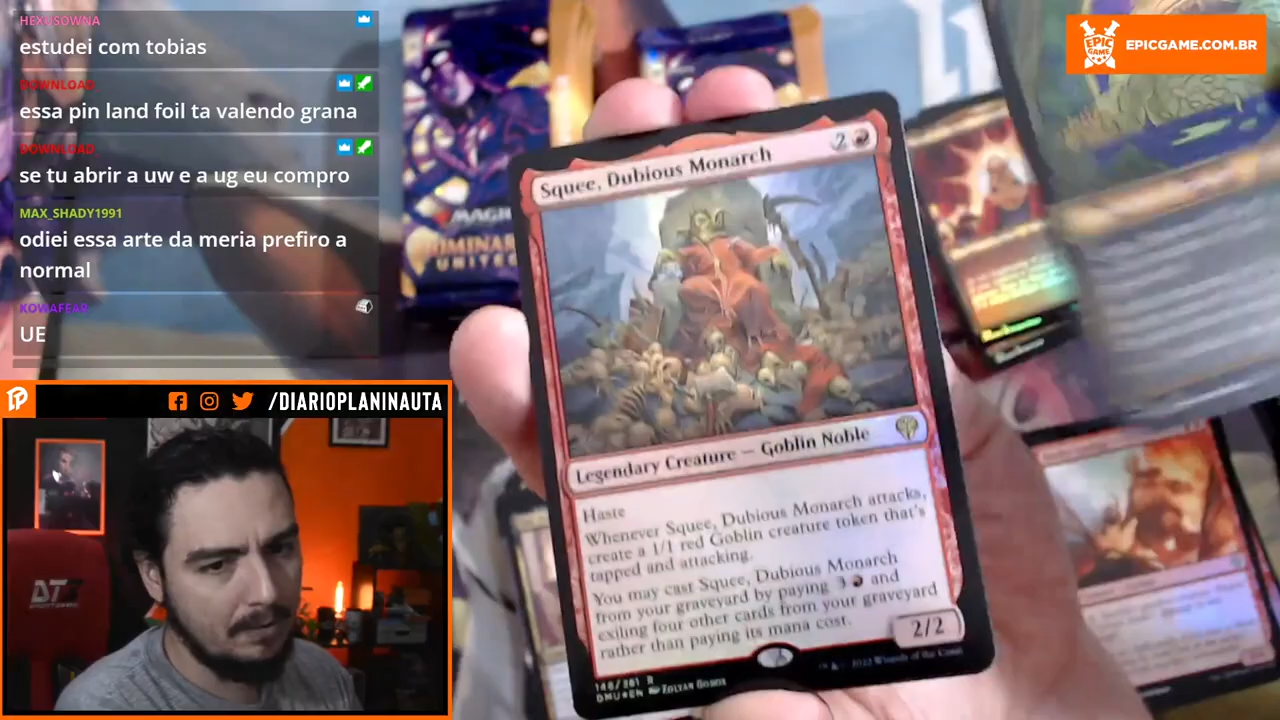 HEXUSOWNA
estudei com tobias
DOWNLOAD
essa pin land foil ta valendo grana
DOWNLOAD
se tu abrir a uw e a ug eu compro
MAX_SHADY1991
odiei essa arte da meria prefiro a
normal
KOWAFEAR
UE
/DIARIOPLANINAUTA
EPIC
GAME
EPICGAME.COM.BR
UNITED
Squee, Dubious Monarch 2
Legendary Creature — Goblin Noble
Haste
Whenever Squee, Dubious Monarch attacks,
create a 1/1 red Goblin creature token that's
tapped and attacking.
You may cast Squee, Dubious Monarch
from your graveyard by paying 3 and
exiling four other cards from your graveyard
rather than paying its mana cost.
2/2
146/281 R
DMU EN
2022 Wizards of the Coast